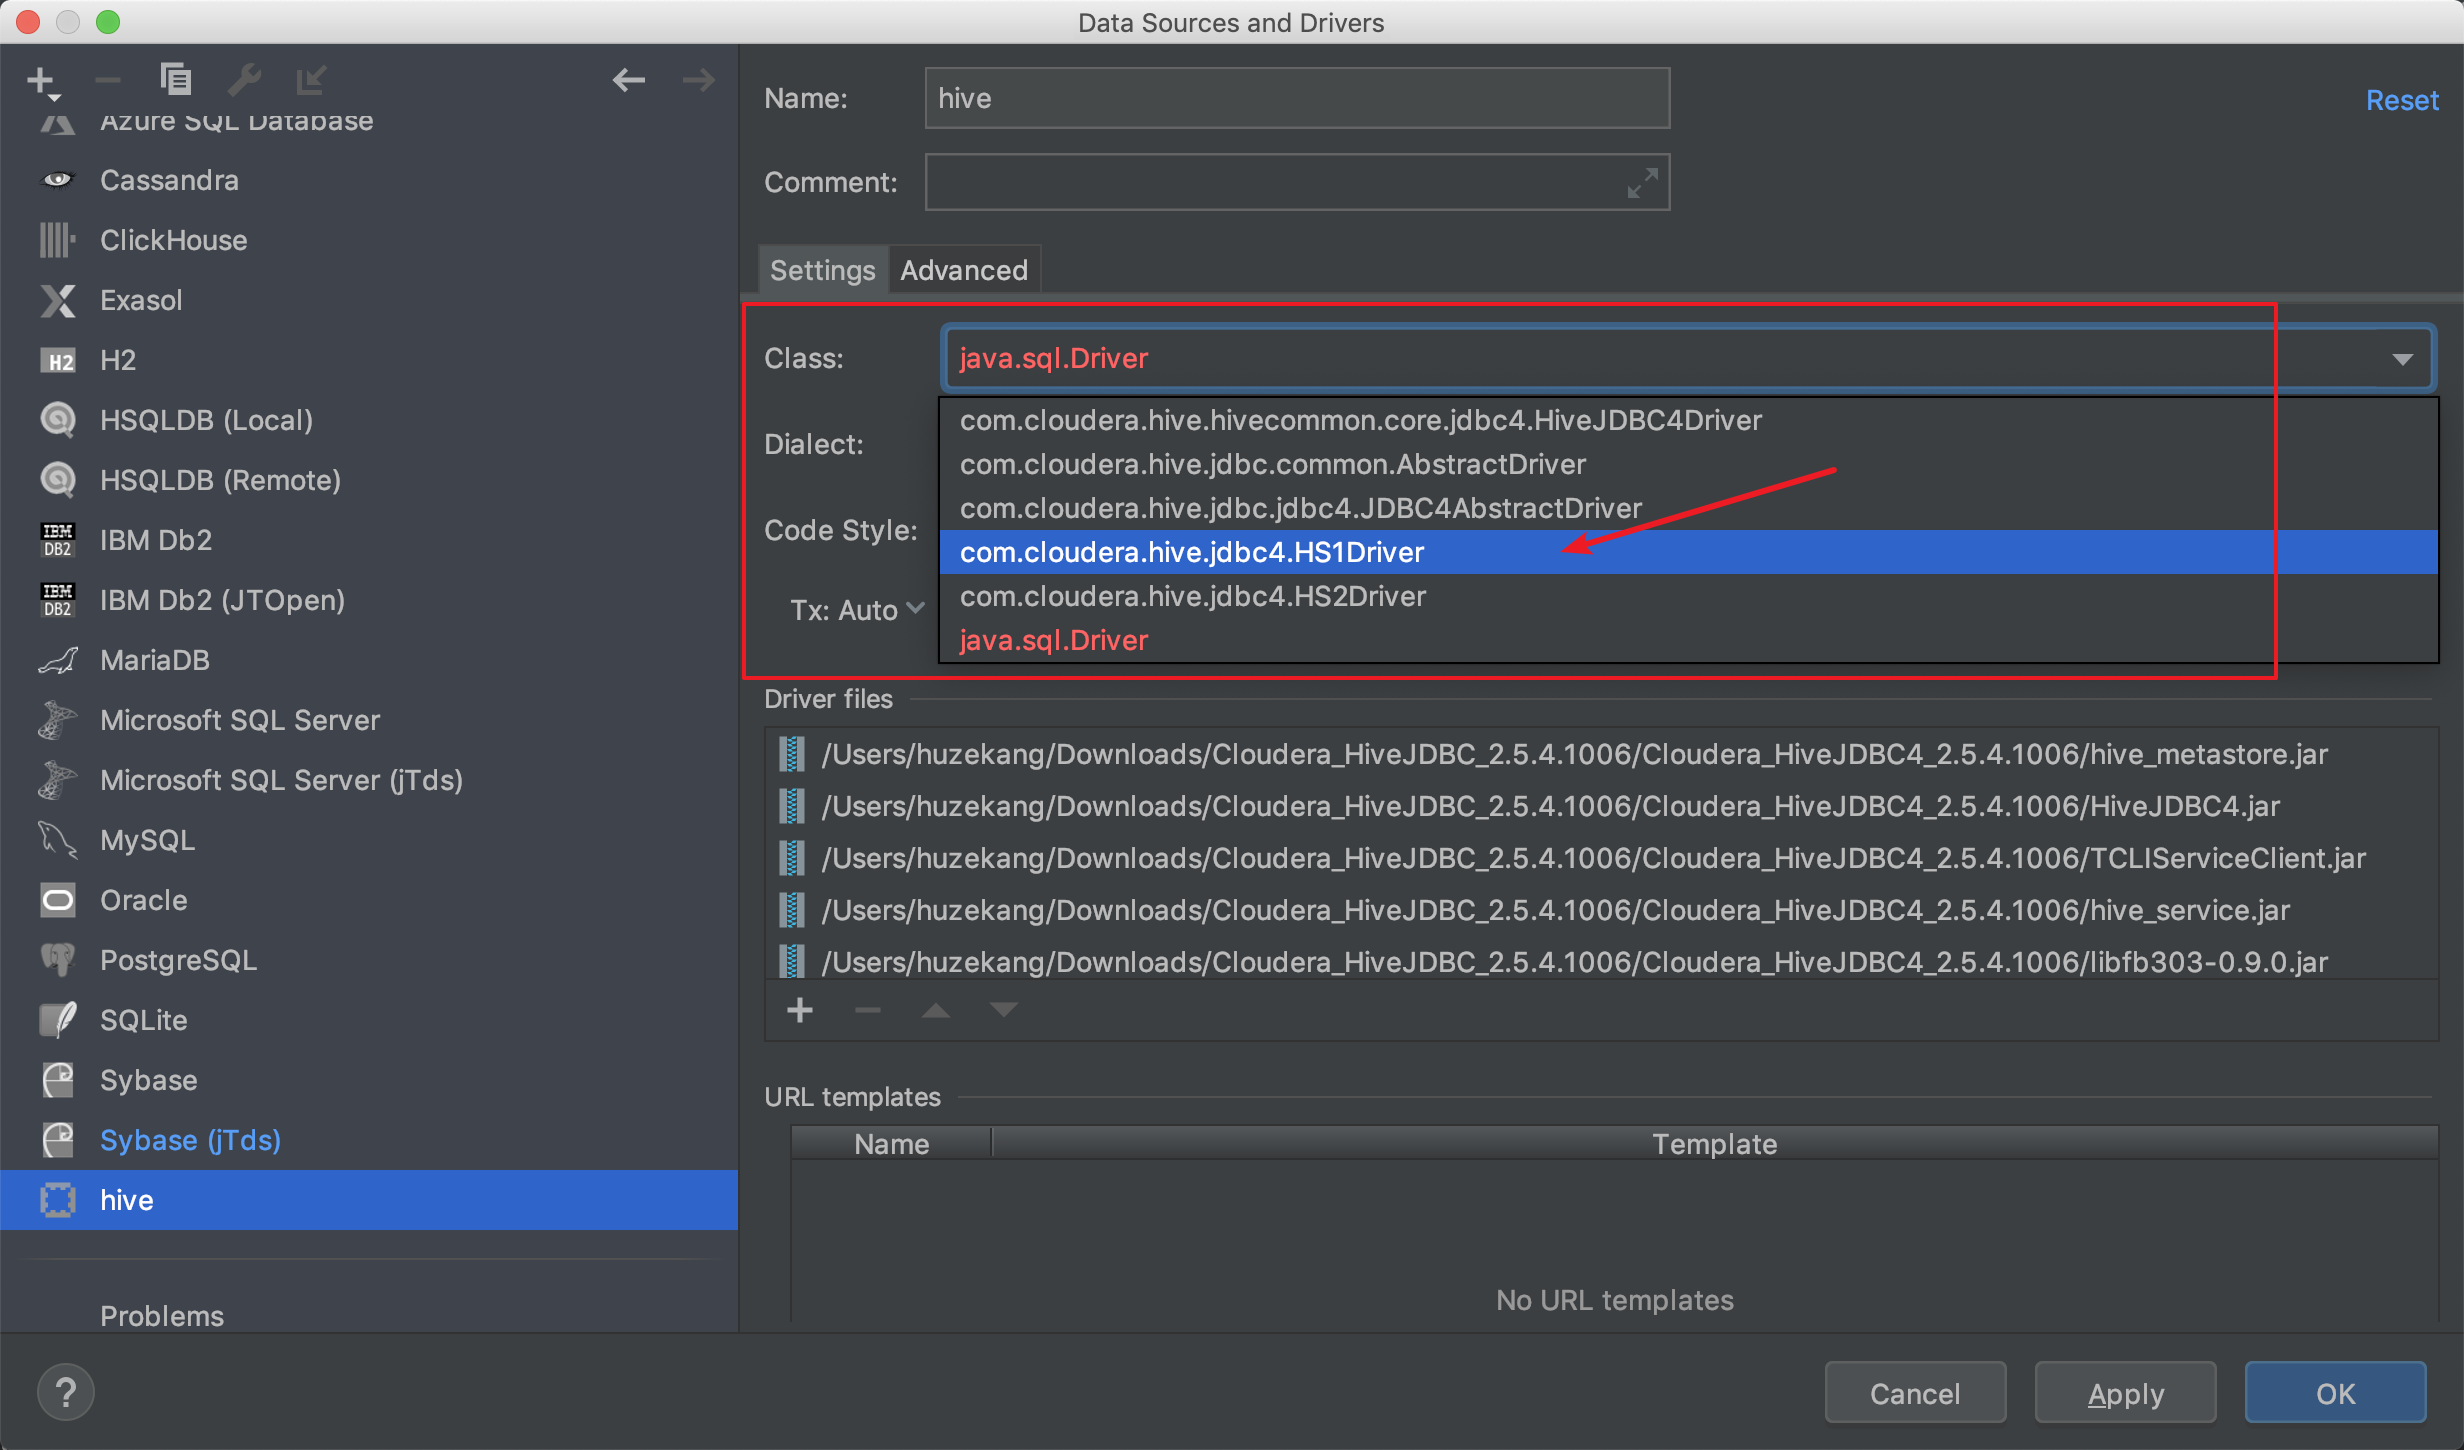 Data Sources and Drivers
Azure SQL Database
Cassandra
ClickHouse
Exasol
H2 H2
HSQLDB (Local)
HSQLDB (Remote)
IBM DB2 IBM Db2
IBM DB2 IBM Db2 (JTOpen)
MariaDB
Microsoft SQL Server
Microsoft SQL Server (jTds)
MySQL
Oracle
PostgreSQL
SQLite
Sybase
Sybase (jTds)
hive
Problems
Name: hive
Reset
Comment:
Settings Advanced
Class: java.sql.Driver
com.cloudera.hive.hivecommon.core.jdbc4.HiveJDBC4Driver
Dialect:
com.cloudera.hive.jdbc.common.AbstractDriver
com.cloudera.hive.jdbc.jdbc4.JDBC4AbstractDriver
Code Style:
com.cloudera.hive.jdbc4.HS1Driver
com.cloudera.hive.jdbc4.HS2Driver
Tx: Auto
java.sql.Driver
Driver files
/Users/huzekang/Downloads/Cloudera_HiveJDBC_2.5.4.1006/Cloudera_HiveJDBC4_2.5.4.1006/hive_metastore.jar
/Users/huzekang/Downloads/Cloudera_HiveJDBC_2.5.4.1006/Cloudera_HiveJDBC4_2.5.4.1006/HiveJDBC4.jar
/Users/huzekang/Downloads/Cloudera_HiveJDBC_2.5.4.1006/Cloudera_HiveJDBC4_2.5.4.1006/TCLIServiceClient.jar
/Users/huzekang/Downloads/Cloudera_HiveJDBC_2.5.4.1006/Cloudera_HiveJDBC4_2.5.4.1006/hive_service.jar
/Users/huzekang/Downloads/Cloudera_HiveJDBC_2.5.4.1006/Cloudera_HiveJDBC4_2.5.4.1006/libfb303-0.9.0.jar
URL templates
Name Template
No URL templates
? Cancel Apply OK